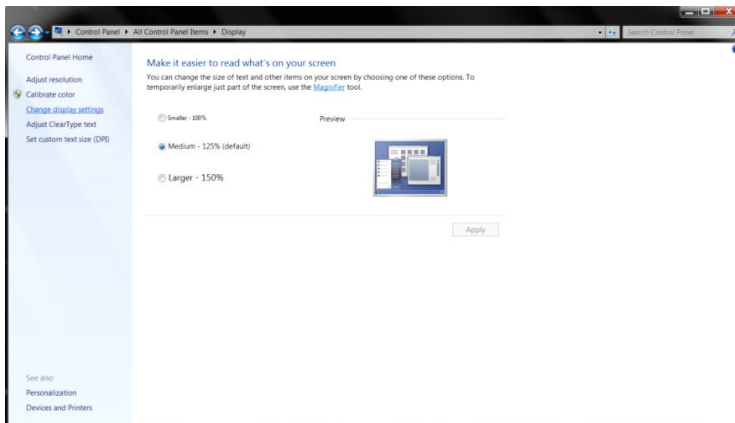 Control Panel ▸ All Control Panel Items ▸ Display
Search Control Panel
Control Panel Home
Adjust resolution
Calibrate color
Change display settings
Adjust ClearType text
Set custom text size (DPI)
Make it easier to read what's on your screen
You can change the size of text and other items on your screen by choosing one of these options. To
temporarily enlarge just part of the screen, use the Magnifier tool.
Smaller - 100%
Preview
Medium - 125% (default)
Larger - 150%
Apply
See also
Personalization
Devices and Printers